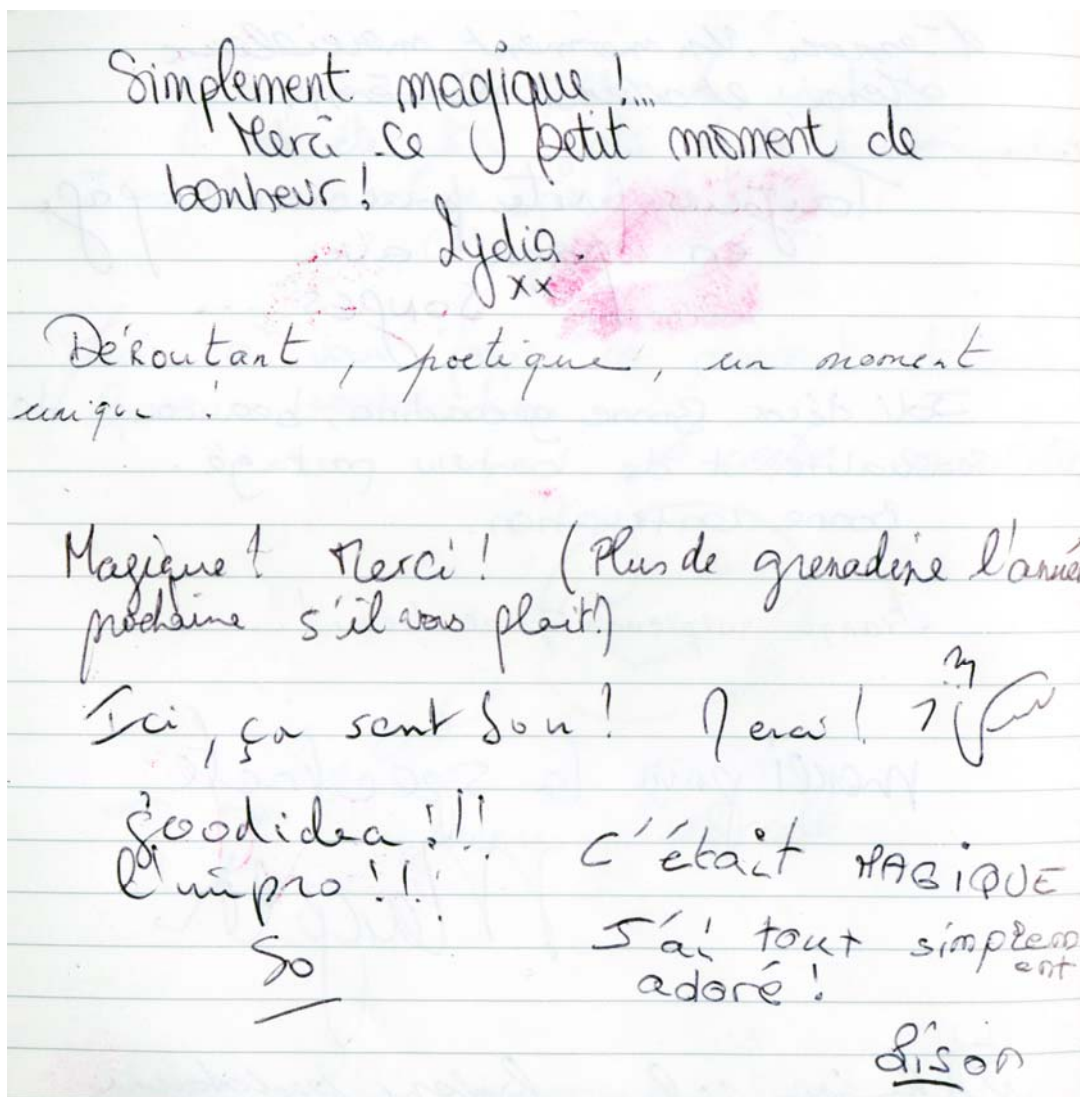 Simplement magique !...
Merci ce petit moment de
bonheur !
Lydia.
xx
Déroutant, poetique, un moment
unique !
Magique ! Merci ! (Plus de grenadine l'année
prochaine s'il vous plait !)
Ici, ça sent bon ! Merci !
Good idea !!!
L'impro !!!
So
C'était MAGIQUE
J'ai tout simplem
ent
adoré !
Lison